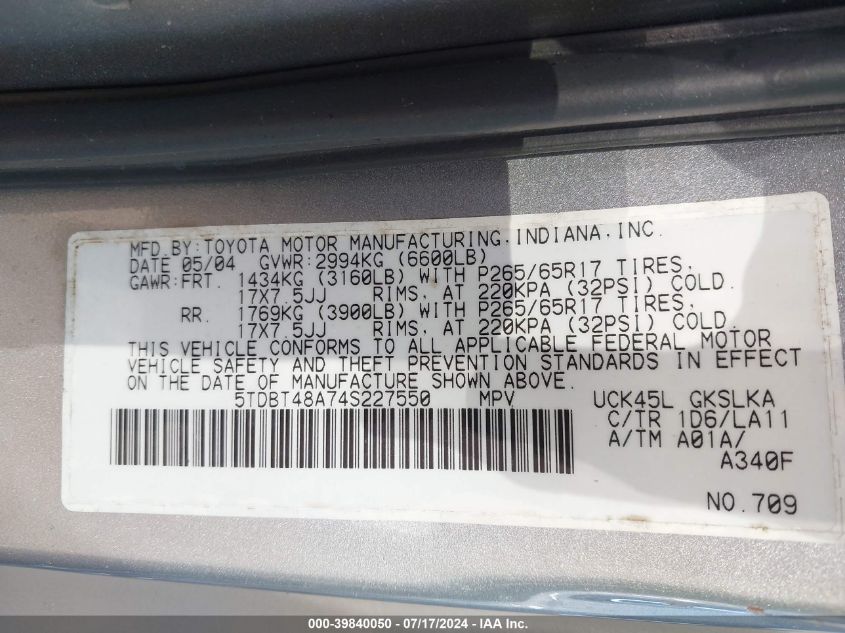 MFD.BY:TOYOTA MOTOR MANUFACTURING,INDIANA,INC.
DATE 05/04 GVWR:2994KG (6600LB)
GAWR:FRT. 1434KG (3160LB) WITH P265/65R17 TIRES,
17X7.5JJ RIMS, AT 220KPA (32PSI) COLD.
RR. 1769KG (3900LB) WITH P265/65R17 TIRES,
17X7.5JJ RIMS, AT 220KPA (32PSI) COLD.
THIS VEHICLE CONFORMS TO ALL APPLICABLE FEDERAL MOTOR
VEHICLE SAFETY AND THEFT PREVENTION STANDARDS IN EFFECT
ON THE DATE OF MANUFACTURE SHOWN ABOVE.
5TDBT48A74S227550 MPV UCK45L GKSLKA
C/TR 1D6/LA11
A/TM A01A/
A340F
NO.709
000-39840050 - 07/17/2024 - IAA Inc.